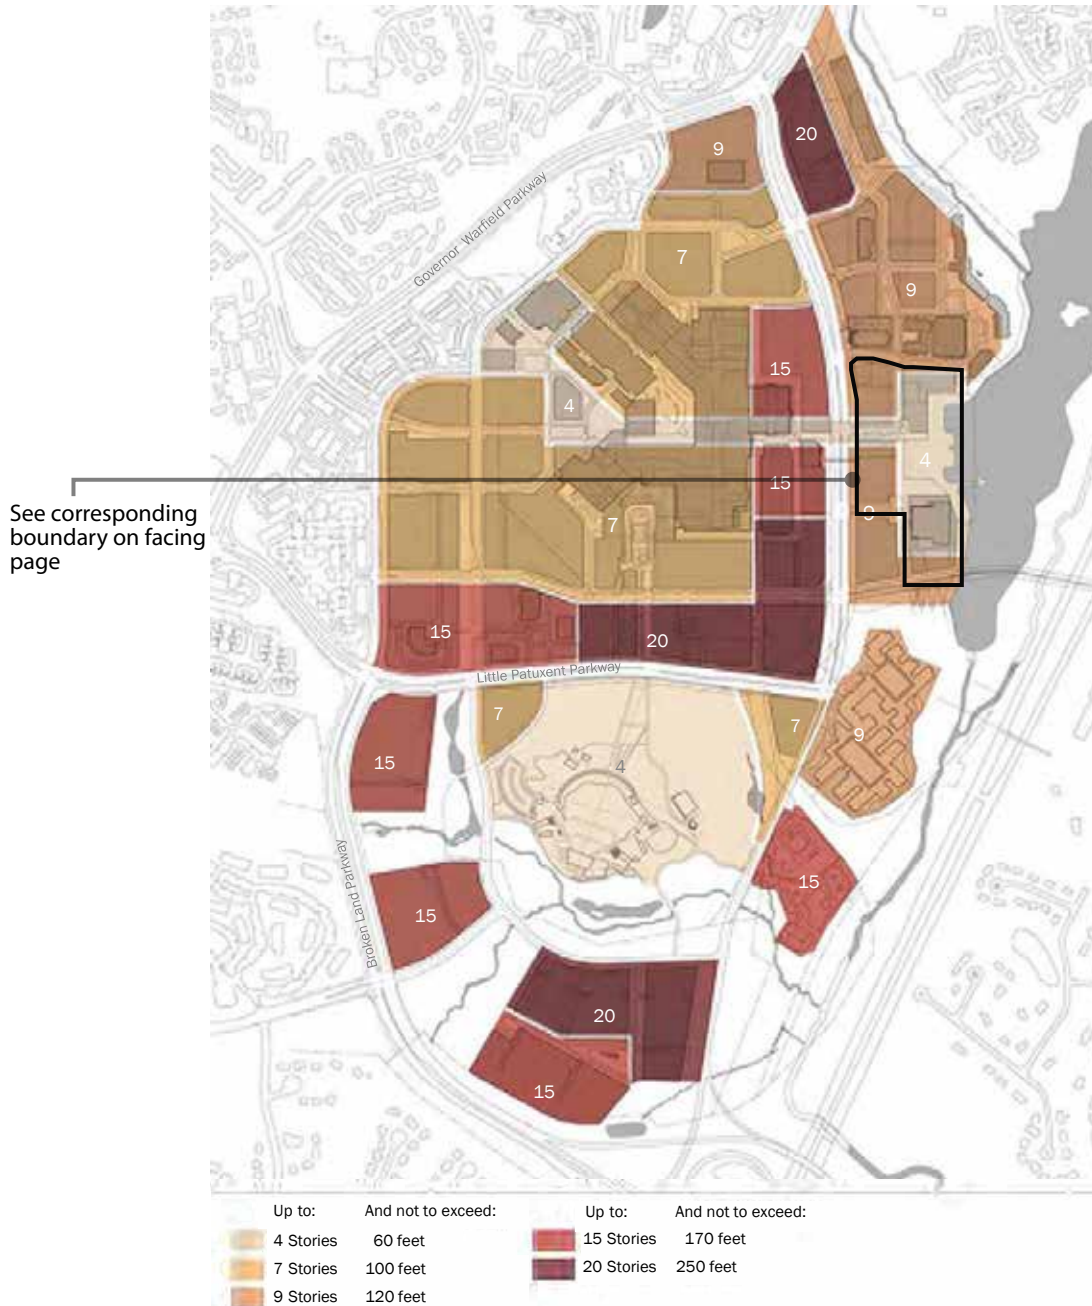 20
9
Governor Warfield Parkway
7
9
15
4
4
15
See corresponding
boundary on facing
page
9
7
15
20
Little Patuxent Parkway
7
7
9
15
4
15
15
Broken Land Parkway
20
15
Up to: And not to exceed:
4 Stories 60 feet
7 Stories 100 feet
9 Stories 120 feet
Up to: And not to exceed:
15 Stories 170 feet
20 Stories 250 feet